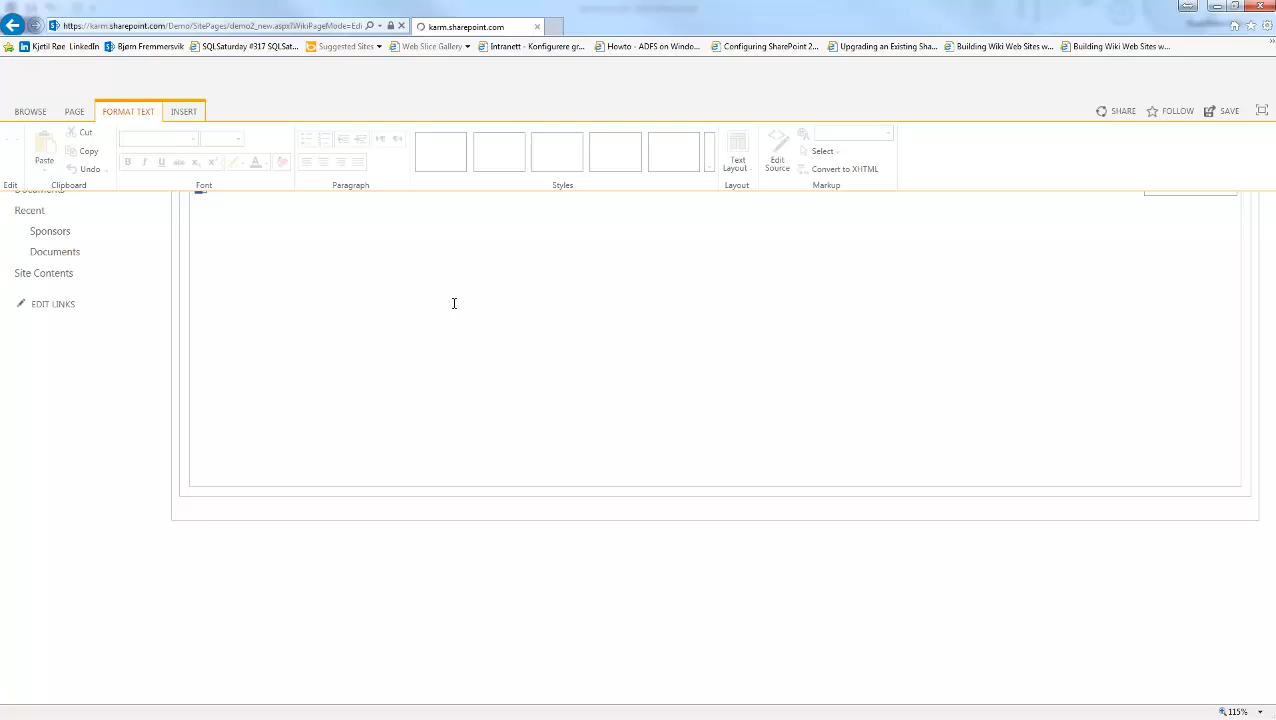 https://karm.sharepoint.com/Demo/SitePages/demo2_new.aspx?WikiPageMode=Edi
karm.sharepoint.com
Kjetil Røe LinkedIn
Bjørn Fremmersvik
SQLSaturday #317 SQLSat...
Suggested Sites
Web Slice Gallery
Intranett - Konfigurere gr...
Howto - ADFS on Windo...
Configuring SharePoint 2...
Upgrading an Existing Sha...
Building Wiki Web Sites w...
Building Wiki Web Sites w...
BROWSE
PAGE
FORMAT TEXT
INSERT
SHARE
FOLLOW
SAVE
Paste
Cut
Copy
Undo
B I U abc x₂ x² A
Text
Layout
Edit
Source
Select
Convert to XHTML
Edit
Clipboard
Font
Paragraph
Styles
Layout
Markup
Documents
Recent
Sponsors
Documents
Site Contents
EDIT LINKS
115%